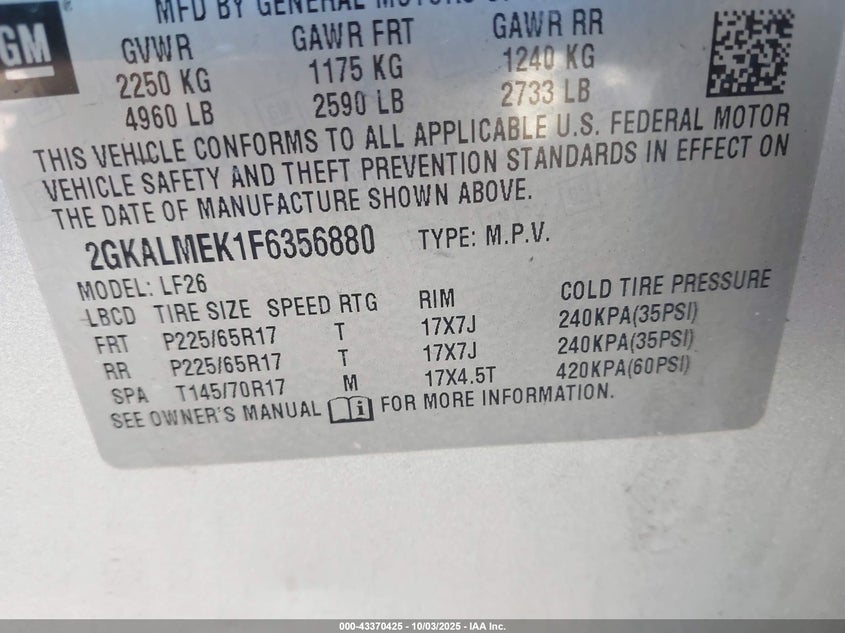 GM
MFD BY GENERAL MOTORS
GVWR GAWR FRT GAWR RR
2250 KG 1175 KG 1240 KG
4960 LB 2590 LB 2733 LB
THIS VEHICLE CONFORMS TO ALL APPLICABLE U.S. FEDERAL MOTOR
VEHICLE SAFETY AND THEFT PREVENTION STANDARDS IN EFFECT ON
THE DATE OF MANUFACTURE SHOWN ABOVE.
2GKALMEK1F6356880 TYPE: M.P.V.
MODEL: LF26
LBCD TIRE SIZE SPEED RTG RIM COLD TIRE PRESSURE
FRT P225/65R17 T 17X7J 240KPA(35PSI)
RR P225/65R17 T 17X7J 240KPA(35PSI)
SPA T145/70R17 M 17X4.5T 420KPA(60PSI)
SEE OWNER'S MANUAL i FOR MORE INFORMATION.
000-43370425 - 10/03/2025 - IAA Inc.